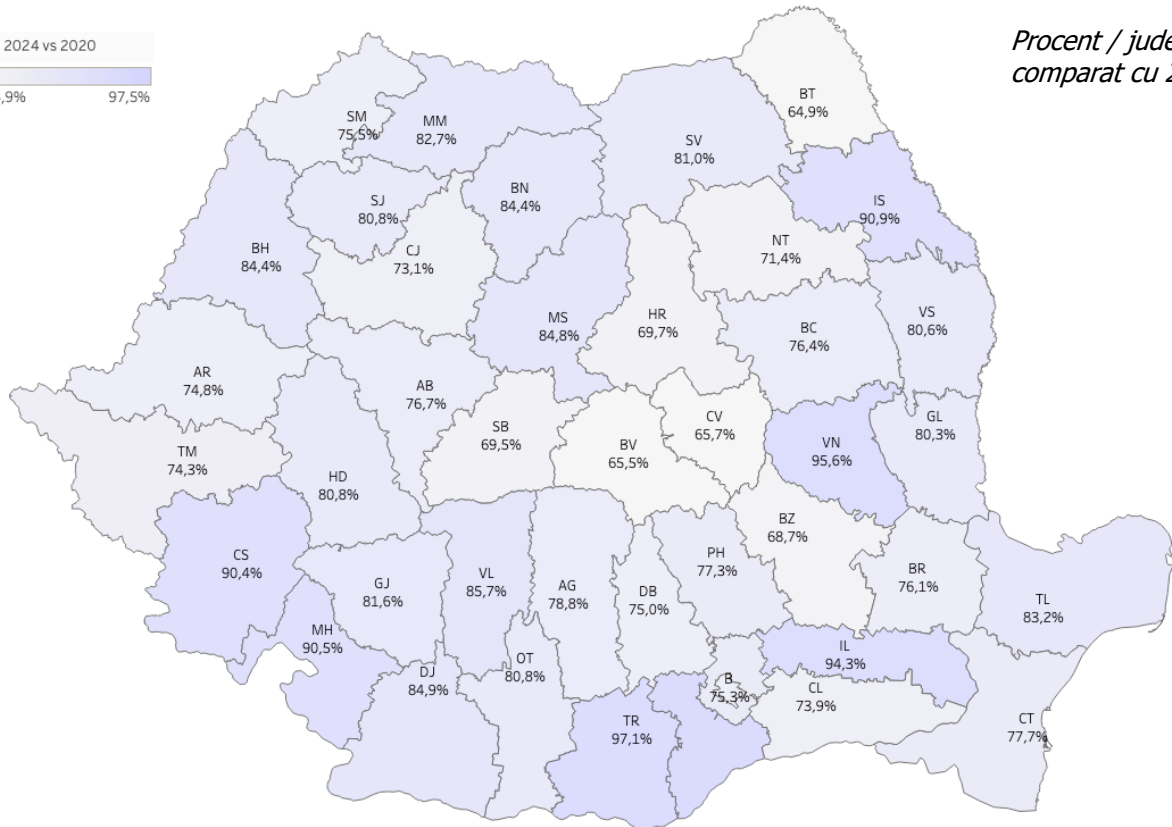 2024 vs 2020
,9%
97,5%
Procent / jude
comparat cu 2
BT
64,9%
SM
75,5%
MM
82,7%
SV
81,0%
IS
90,9%
BN
84,4%
SJ
80,8%
BH
84,4%
CJ
73,1%
NT
71,4%
MS
84,8%
HR
69,7%
BC
76,4%
VS
80,6%
AR
74,8%
AB
76,7%
SB
69,5%
BV
65,5%
CV
65,7%
VN
95,6%
GL
80,3%
TM
74,3%
HD
80,8%
BZ
68,7%
CS
90,4%
GJ
81,6%
VL
85,7%
AG
78,8%
DB
75,0%
PH
77,3%
BR
76,1%
TL
83,2%
MH
90,5%
DJ
84,9%
OT
80,8%
B
75,3%
IL
94,3%
CL
73,9%
TR
97,1%
CT
77,7%